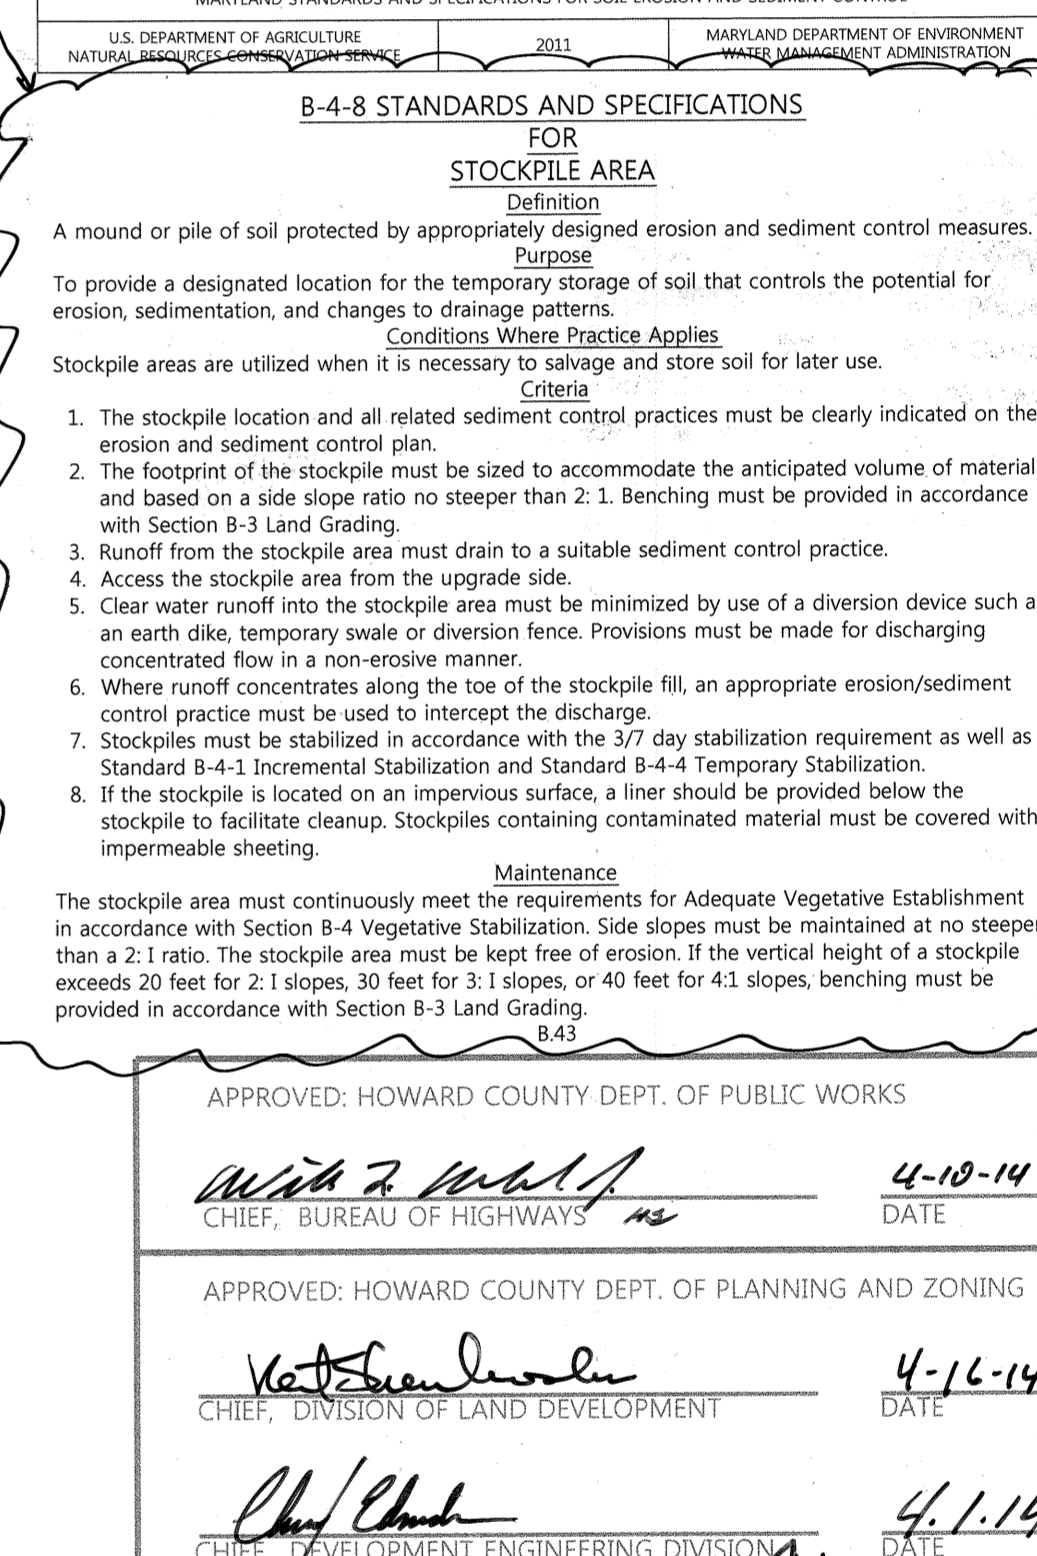 MARYLAND STANDARDS AND SPECIFICATIONS FOR SOIL EROSION AND SEDIMENT CONTROL
U.S. DEPARTMENT OF AGRICULTURE
NATURAL RESOURCES CONSERVATION SERVICE
2011
MARYLAND DEPARTMENT OF ENVIRONMENT
WATER MANAGEMENT ADMINISTRATION
B-4-8 STANDARDS AND SPECIFICATIONS
FOR
STOCKPILE AREA
Definition
A mound or pile of soil protected by appropriately designed erosion and sediment control measures.
Purpose
To provide a designated location for the temporary storage of soil that controls the potential for
erosion, sedimentation, and changes to drainage patterns.
Conditions Where Practice Applies
Stockpile areas are utilized when it is necessary to salvage and store soil for later use.
Criteria
1. The stockpile location and all related sediment control practices must be clearly indicated on the
erosion and sediment control plan.
2. The footprint of the stockpile must be sized to accommodate the anticipated volume of material
and based on a side slope ratio no steeper than 2: 1. Benching must be provided in accordance
with Section B-3 Land Grading.
3. Runoff from the stockpile area must drain to a suitable sediment control practice.
4. Access the stockpile area from the upgrade side.
5. Clear water runoff into the stockpile area must be minimized by use of a diversion device such a
an earth dike, temporary swale or diversion fence. Provisions must be made for discharging
concentrated flow in a non-erosive manner.
6. Where runoff concentrates along the toe of the stockpile fill, an appropriate erosion/sediment
control practice must be used to intercept the discharge.
7. Stockpiles must be stabilized in accordance with the 3/7 day stabilization requirement as well as
Standard B-4-1 Incremental Stabilization and Standard B-4-4 Temporary Stabilization.
8. If the stockpile is located on an impervious surface, a liner should be provided below the
stockpile to facilitate cleanup. Stockpiles containing contaminated material must be covered with
impermeable sheeting.
Maintenance
The stockpile area must continuously meet the requirements for Adequate Vegetative Establishment
in accordance with Section B-4 Vegetative Stabilization. Side slopes must be maintained at no steeper
than a 2: I ratio. The stockpile area must be kept free of erosion. If the vertical height of a stockpile
exceeds 20 feet for 2: I slopes, 30 feet for 3: I slopes, or 40 feet for 4:1 slopes, benching must be
provided in accordance with Section B-3 Land Grading.
B.43
APPROVED: HOWARD COUNTY DEPT. OF PUBLIC WORKS
4-10-14
CHIEF, BUREAU OF HIGHWAYS
DATE
APPROVED: HOWARD COUNTY DEPT. OF PLANNING AND ZONING
4-16-14
CHIEF, DIVISION OF LAND DEVELOPMENT
DATE
4.1.14
CHIEF, DEVELOPMENT ENGINEERING DIVISION
DATE